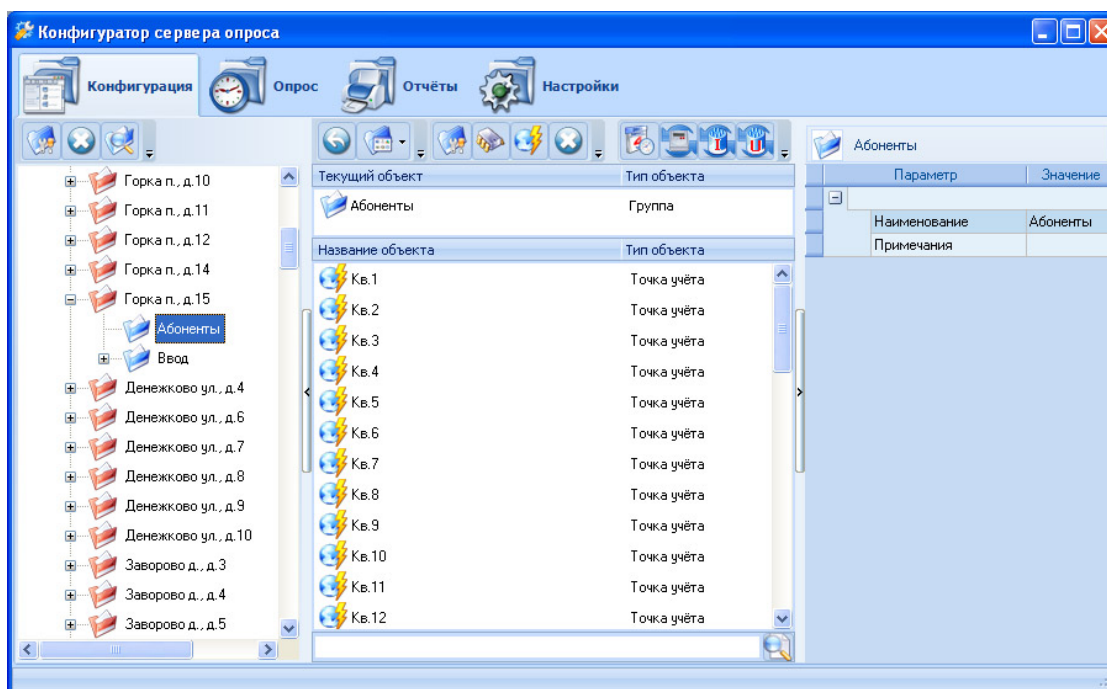 Конфигуратор сервера опроса
Конфигурация
Опрос
Отчёты
Настройки
Горка п., д.10
Горка п., д.11
Горка п., д.12
Горка п., д.14
Горка п., д.15
Абоненты
Ввод
Денежково ул., д.4
Денежково ул., д.6
Денежково ул., д.7
Денежково ул., д.8
Денежково ул., д.9
Денежково ул., д.10
Заворово д., д.3
Заворово д., д.4
Заворово д., д.5
Текущий объект Тип объекта
Абоненты Группа
Название объекта Тип объекта
Кв.1 Точка учёта
Кв.2 Точка учёта
Кв.3 Точка учёта
Кв.4 Точка учёта
Кв.5 Точка учёта
Кв.6 Точка учёта
Кв.7 Точка учёта
Кв.8 Точка учёта
Кв.9 Точка учёта
Кв.10 Точка учёта
Кв.11 Точка учёта
Кв.12 Точка учёта
I
U
Абоненты
Параметр Значение
Наименование Абоненты
Примечания